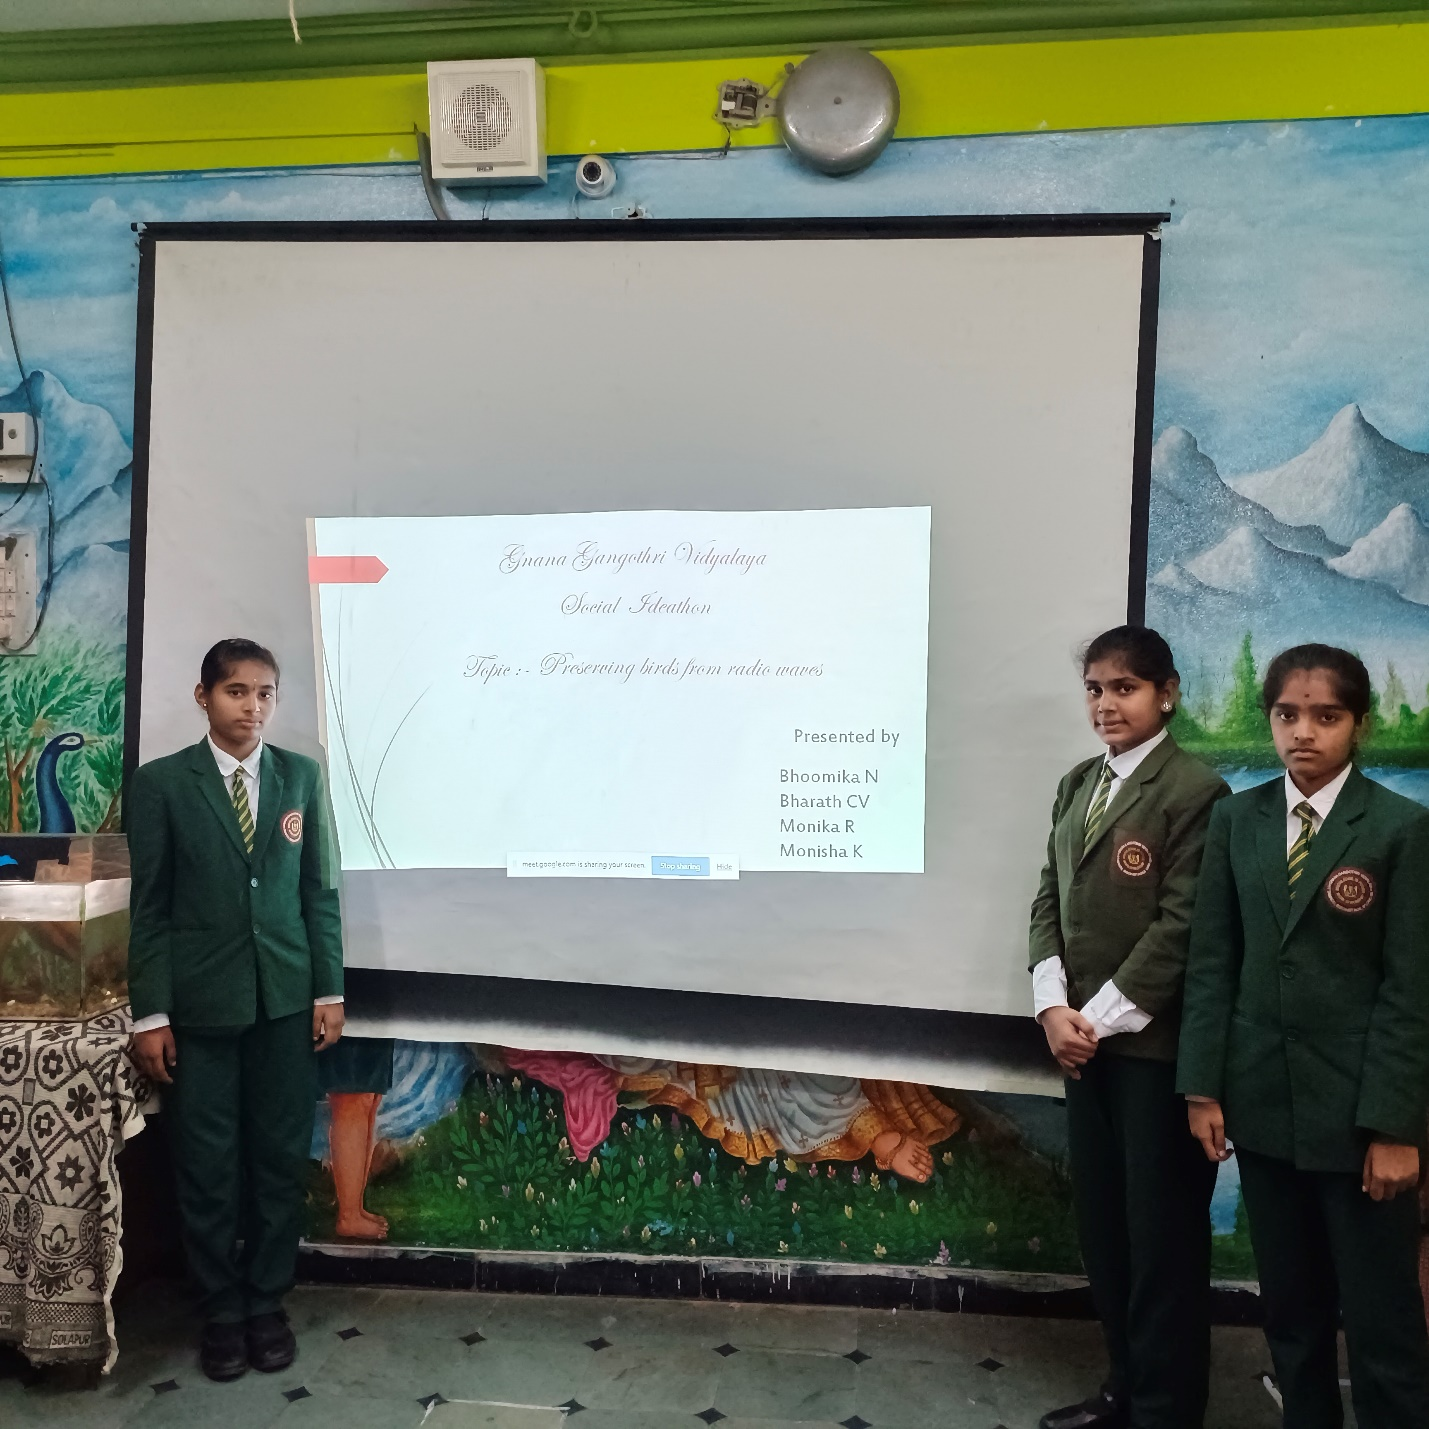 Gnana Gangothri Vidyalaya
Social Ideathon
Topic :- Preserving birds from radio waves
Presented by
Bhoomika N
Bharath CV
Monika R
Monisha K
meet.google.com is sharing your screen. Stop sharing Hide
SOLAPUR